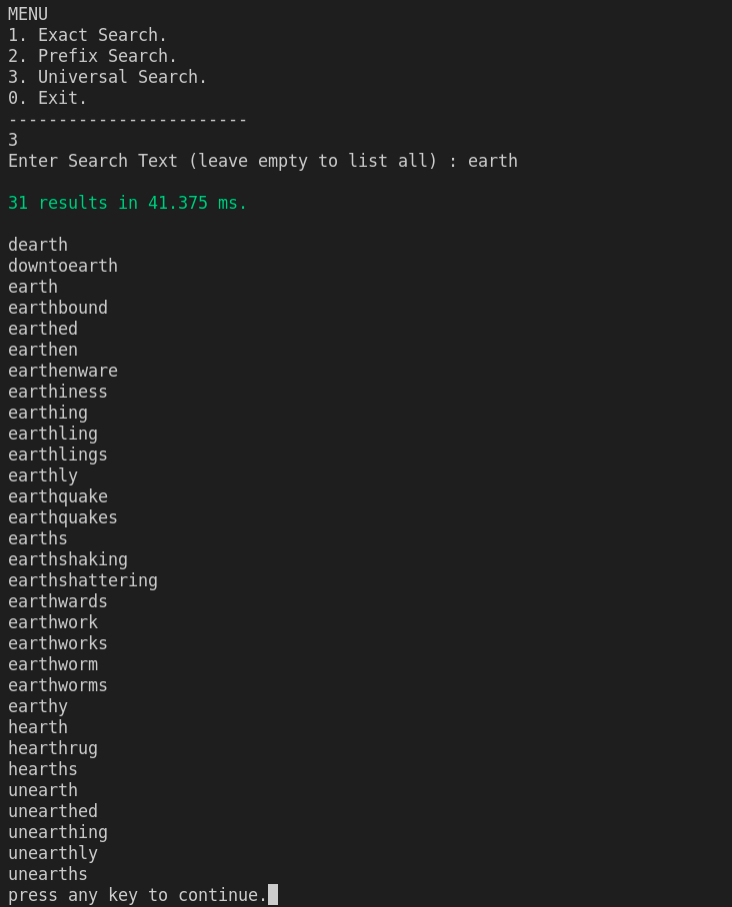 MENU
1. Exact Search.
2. Prefix Search.
3. Universal Search.
0. Exit.
------------------------
3
Enter Search Text (leave empty to list all) : earth
31 results in 41.375 ms.
dearth
downtoearth
earth
earthbound
earthed
earthen
earthenware
earthiness
earthing
earthling
earthlings
earthly
earthquake
earthquakes
earths
earthshaking
earthshattering
earthwards
earthwork
earthworks
earthworm
earthworms
earthy
hearth
hearthrug
hearths
unearth
unearthed
unearthing
unearthly
unearths
press any key to continue.